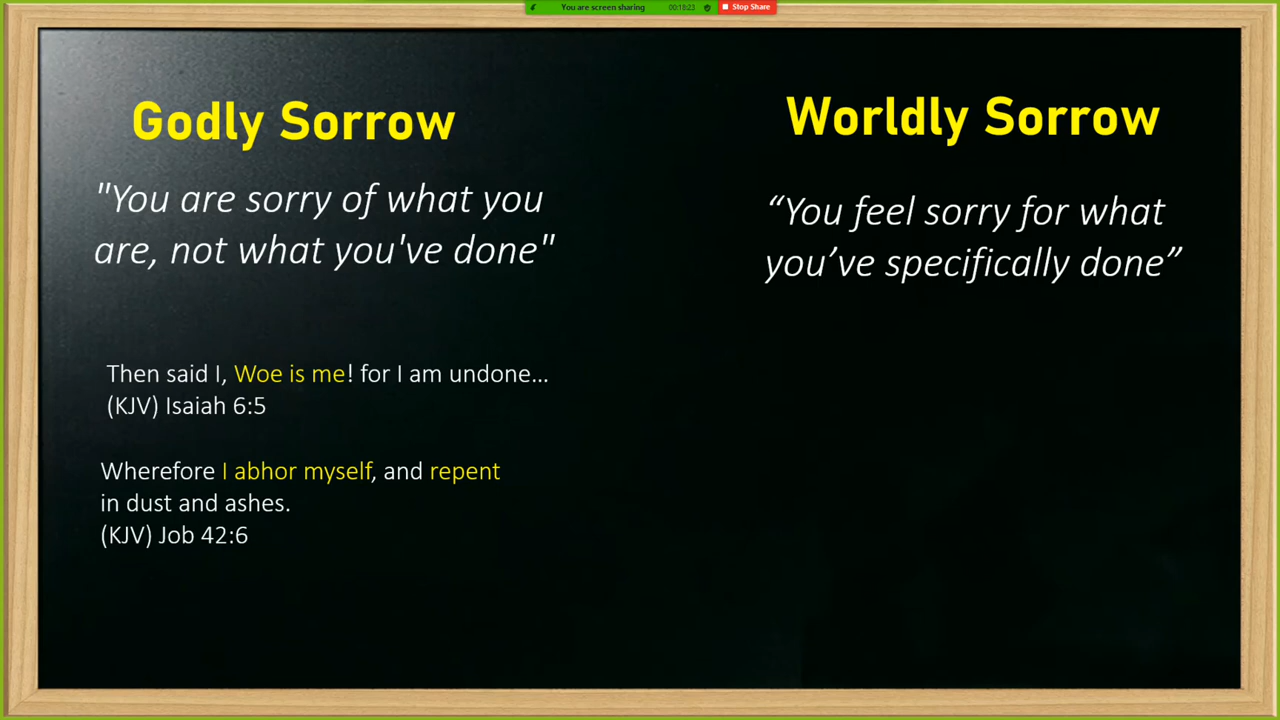 You are screen sharing 00:18:23 Stop Share
Godly Sorrow
"You are sorry of what you
are, not what you've done"
Then said I, Woe is me! for I am undone...
(KJV) Isaiah 6:5
Wherefore I abhor myself, and repent
in dust and ashes.
(KJV) Job 42:6
Worldly Sorrow
“You feel sorry for what
you’ve specifically done”